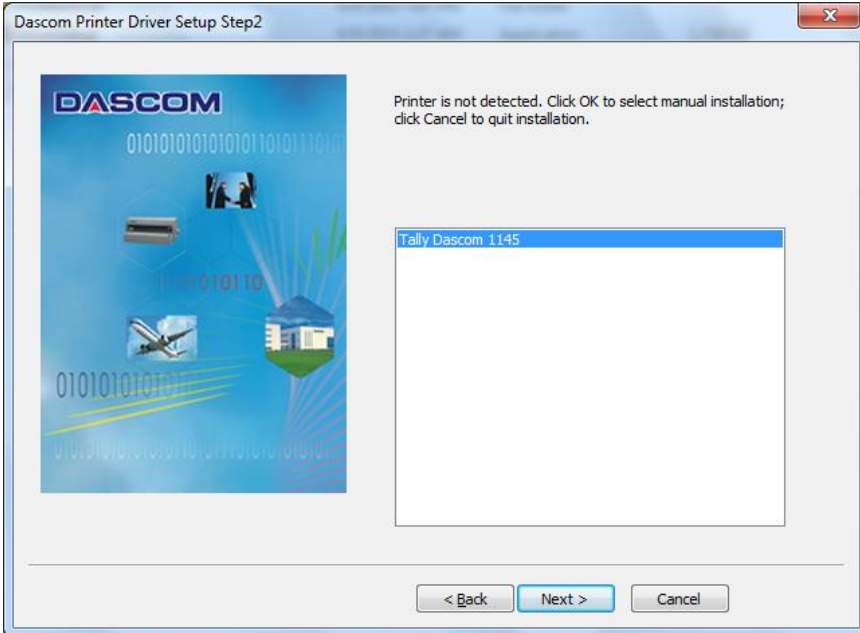 Dascom Printer Driver Setup Step2
DASCOM
Printer is not detected. Click OK to select manual installation;
click Cancel to quit installation.
Tally Dascom 1145
< Back
Next >
Cancel